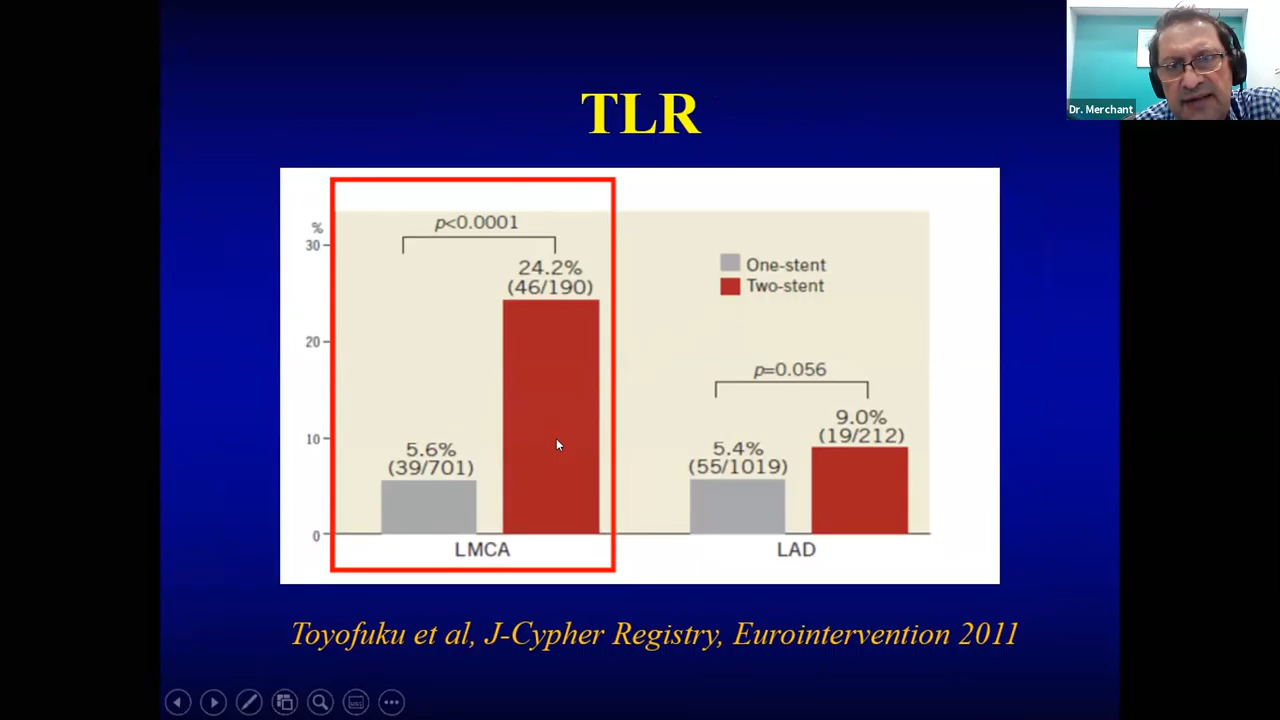 Dr. Merchant
TLR
p<0.0001
%
30
24.2%
(46/190)
One-stent
Two-stent
20
p=0.056
9.0%
(19/212)
10
5.6%
(39/701)
5.4%
(55/1019)
0
LMCA
LAD
Toyofuku et al, J-Cypher Registry, Eurointervention 2011